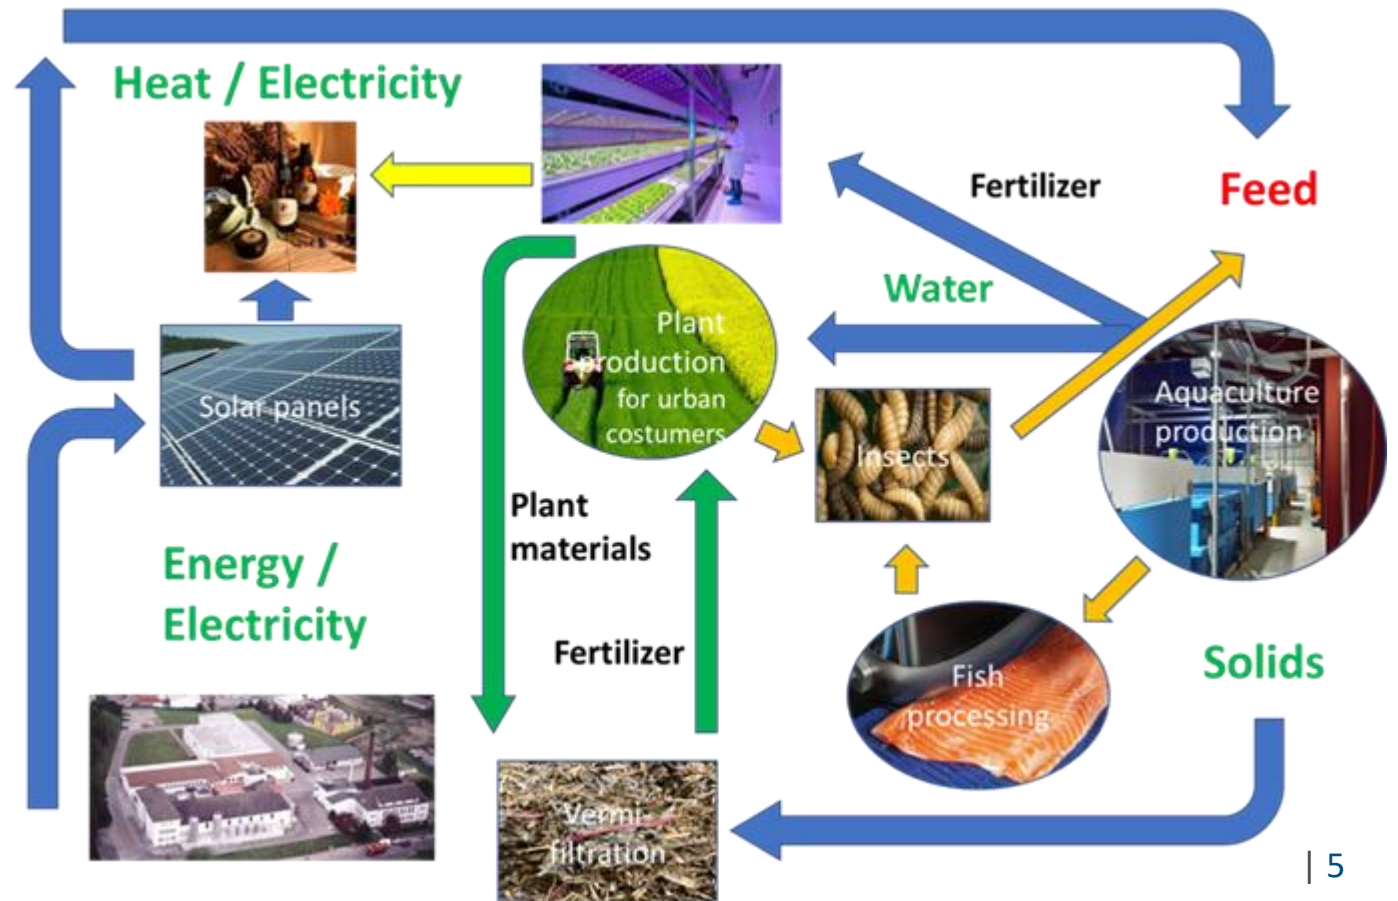 Heat / Electricity
Fertilizer
Feed
Water
Plant
production
for urban
costumers
Solar panels
Aquaculture
production
Insects
Plant
materials
Energy /
Electricity
Fertilizer
Fish
processing
Solids
Vermi-
filtration
| 5